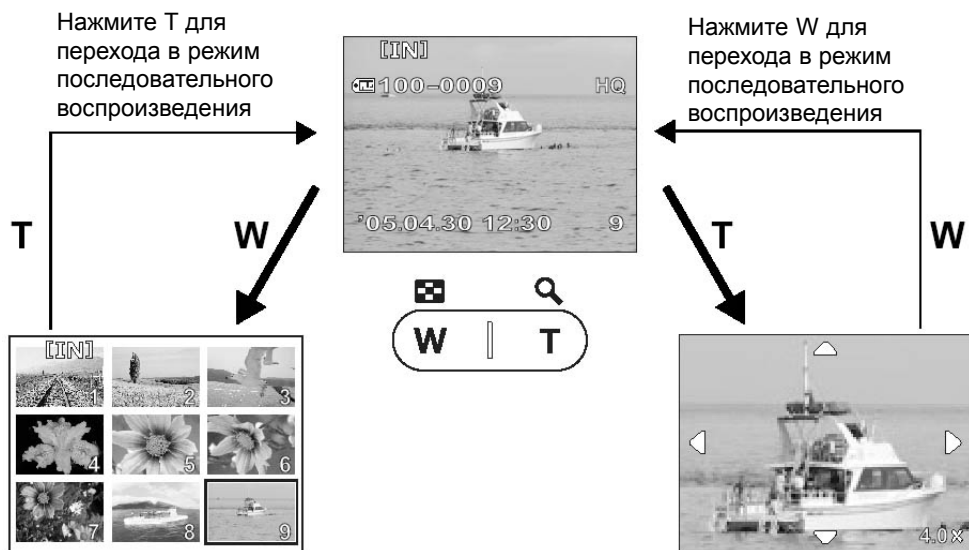 Нажмите T для
перехода в режим
последовательного
воспроизведения
[IN]
100-0009 HQ
'05.04.30 12:30 9
Нажмите W для
перехода в режим
последовательного
воспроизведения
T
W
T
W
W T
[IN]
1 2 3
4 5 6
7 8 9
4.0x